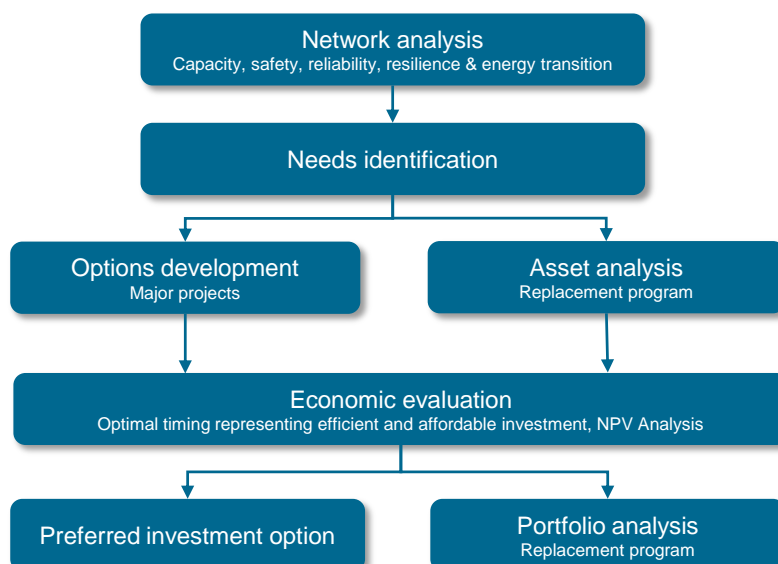 Network analysis
Capacity, safety, reliability, resilience & energy transition
Needs identification
Options development
Major projects
Asset analysis
Replacement program
Economic evaluation
Optimal timing representing efficient and affordable investment, NPV Analysis
Preferred investment option
Portfolio analysis
Replacement program